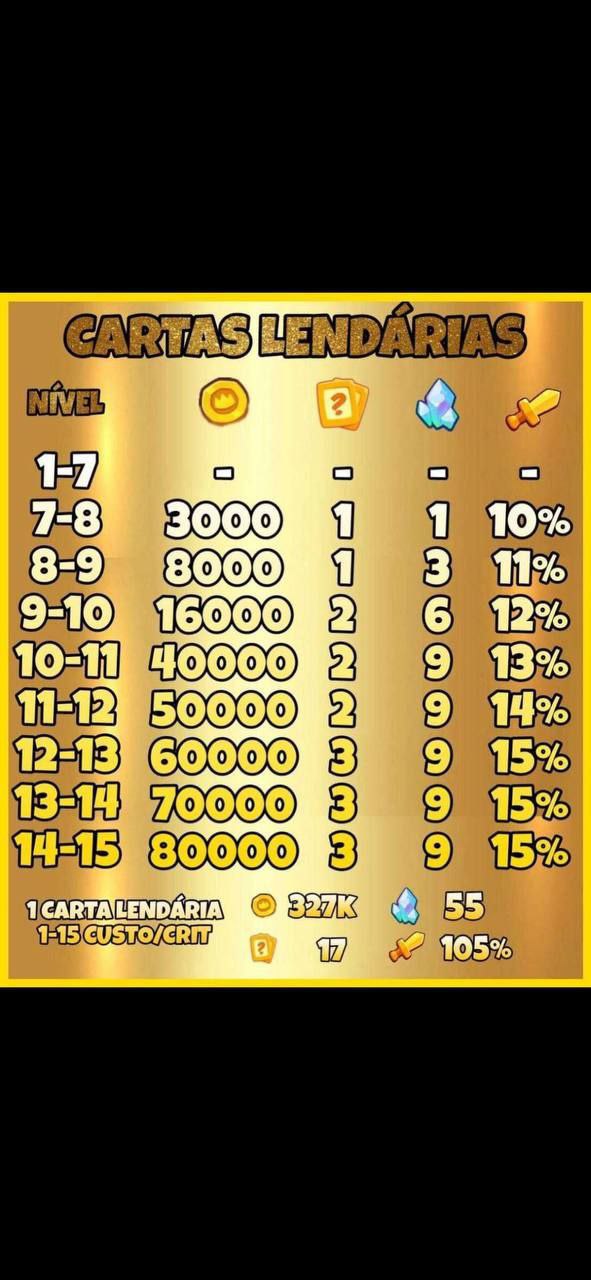 CARTAS LENDÁRIAS
NÍVEL
1-7 - - - -
7-8 3000 1 1 10%
8-9 8000 1 3 11%
9-10 16000 2 6 12%
10-11 40000 2 9 13%
11-12 50000 2 9 14%
12-13 60000 3 9 15%
13-14 70000 3 9 15%
14-15 80000 3 9 15%
1 CARTA LENDÁRIA 327K 55
1-15 CUSTO/CRIT 17 105%